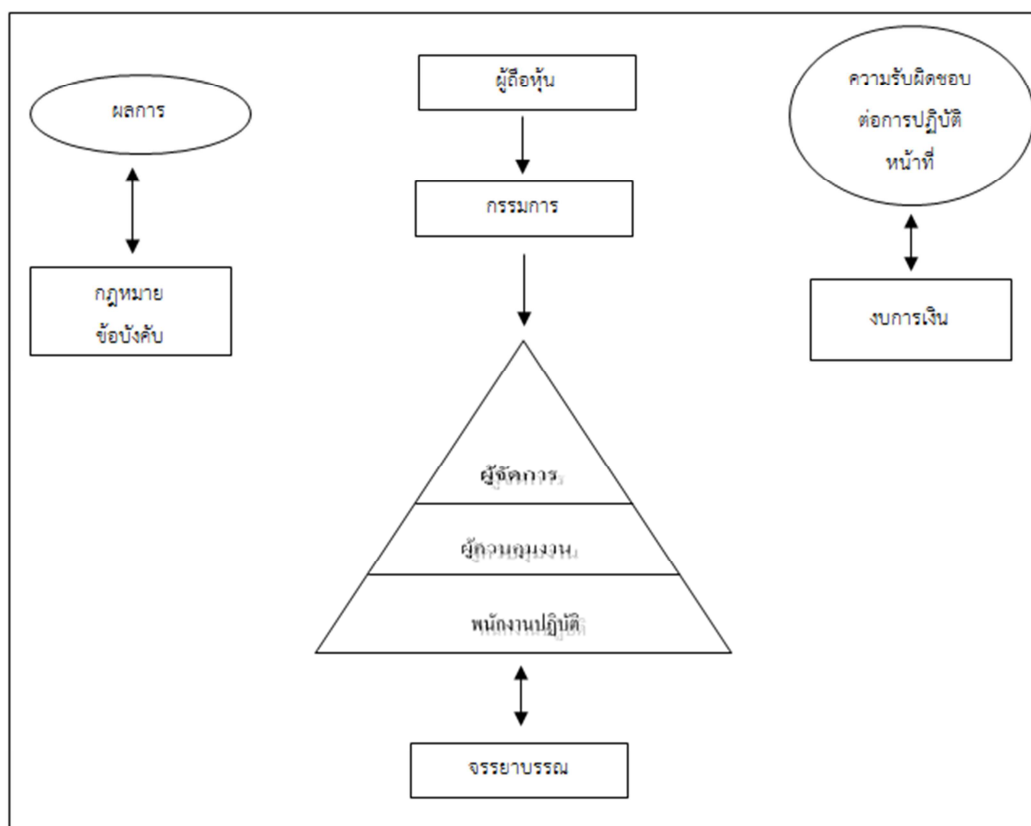 ผู้ถือหุ้น
ผลการ
ความรับผิดชอบ
ต่อการปฏิบัติ
หน้าที่
กรรมการ
กฎหมาย
ข้อบังคับ
งบการเงิน
ผู้จัดการ
ผู้ควบคุมงาน
พนักงานปฏิบัติ
จรรยาบรรณ